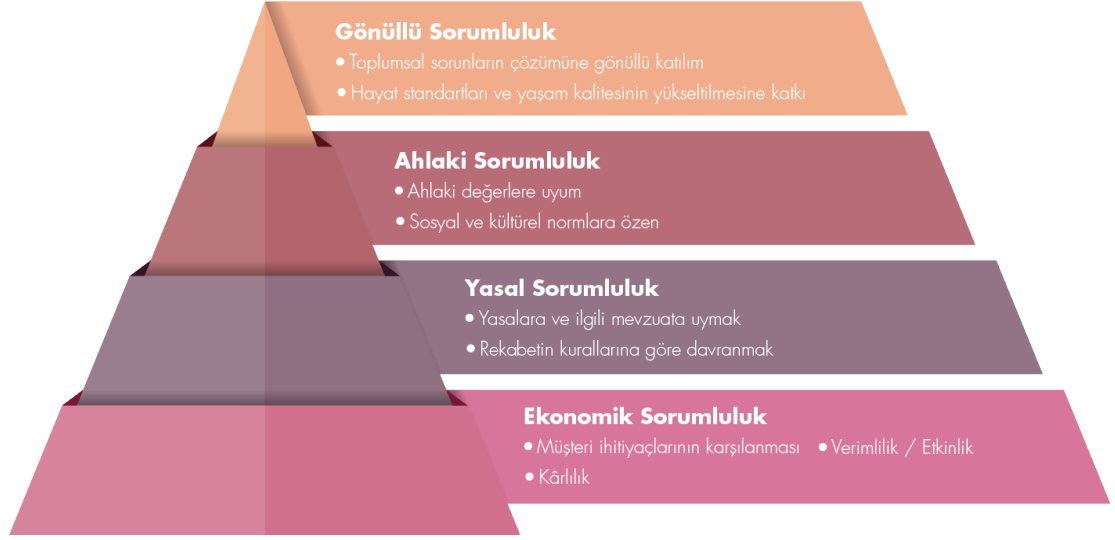 Gönüllü Sorumluluk
• Toplumsal sorunların çözümüne gönüllü katılım
• Hayat standartları ve yaşam kalitesinin yükseltilmesine katkı
Ahlaki Sorumluluk
• Ahlaki değerlere uyum
• Sosyal ve kültürel normlara özen
Yasal Sorumluluk
• Yasalara ve ilgili mevzuata uymak
• Rekabetin kurallarına göre davranmak
Ekonomik Sorumluluk
• Müşteri ihitiyaçlarının karşılanması • Verimlilik / Etkinlik
• Kârlılık